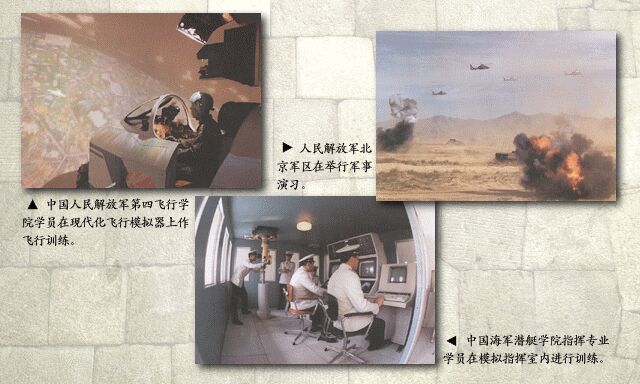 ▶ 人民解放军北
京军区在举行军事
演习。
▲ 中国人民解放军第四飞行学
院学员在现代化飞行模拟器上作
飞行训练。
◀ 中国海军潜艇学院指挥专业
学员在模拟指挥室内进行训练。